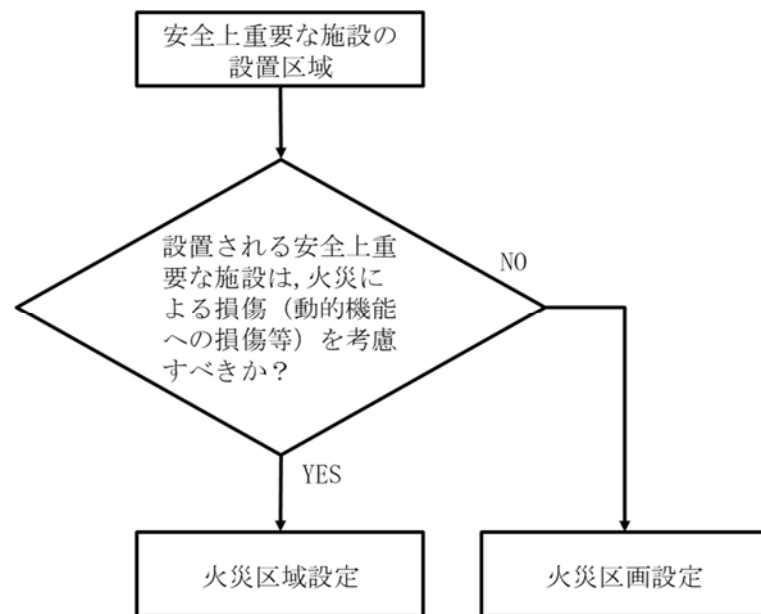 安全上重要な施設の
設置区域
設置される安全上重
要な施設は,火災に
よる損傷（動的機能
への損傷等）を考慮
すべきか？
NO
YES
火災区域設定
火災区画設定